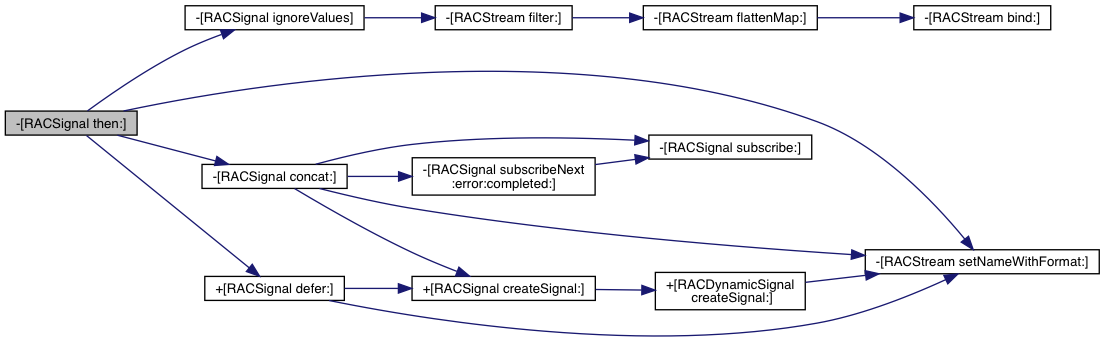 -[RACSignal ignoreValues]
-[RACStream filter:]
-[RACStream flattenMap:]
-[RACStream bind:]
-[RACSignal then:]
-[RACSignal subscribe:]
-[RACSignal concat:]
-[RACSignal subscribeNext
:error:completed:]
-[RACStream setNameWithFormat:]
+[RACSignal defer:]
+[RACSignal createSignal:]
+[RACDynamicSignal
createSignal:]